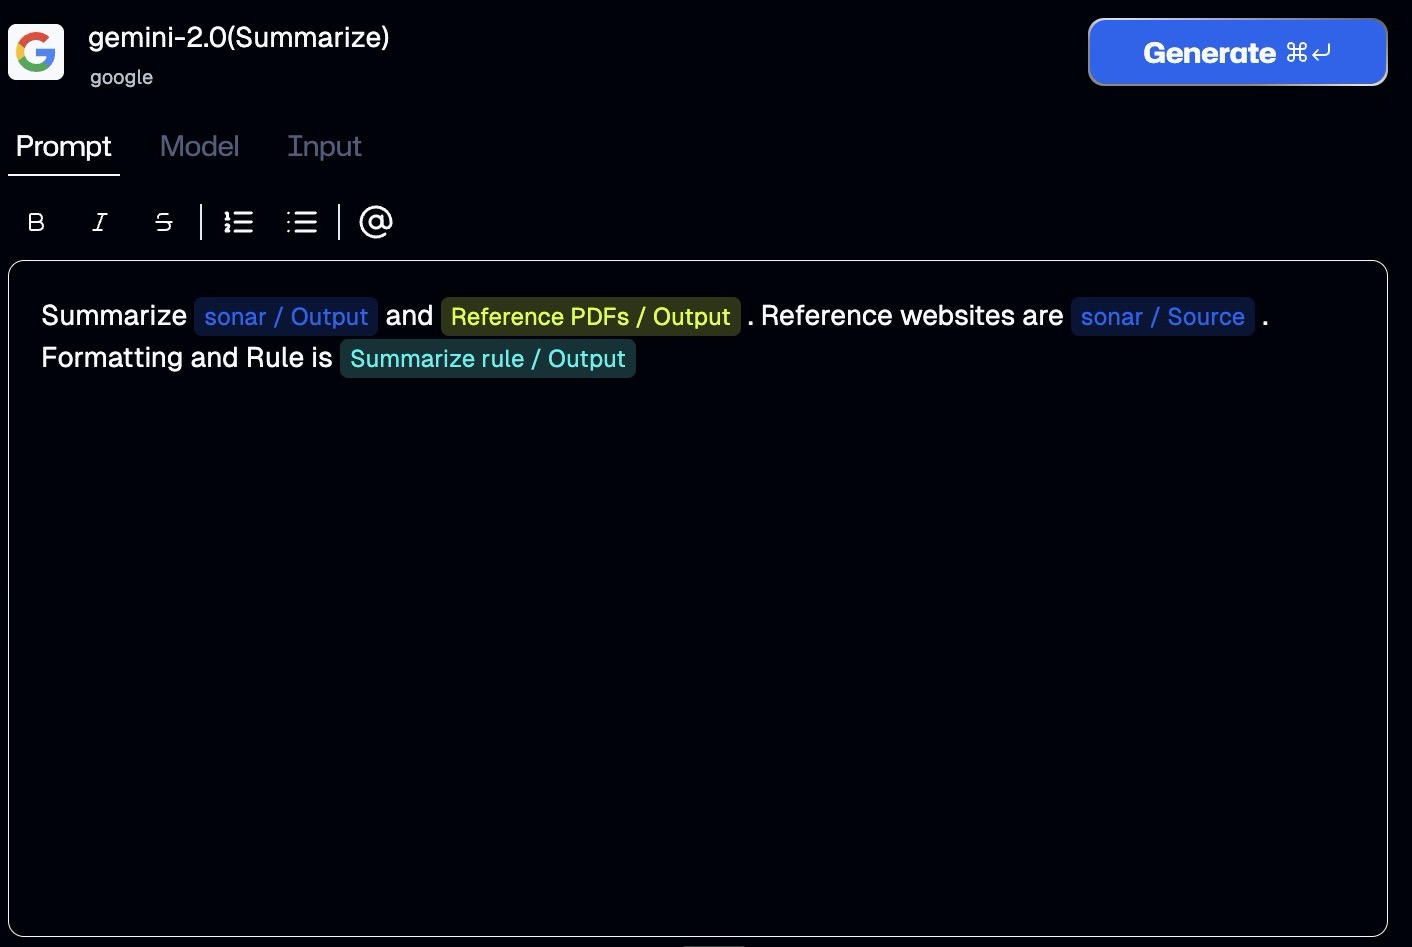 gemini-2.0(Summarize)
google
Generate ⌘↵
Prompt Model Input
B I S @
Summarize sonar / Output and Reference PDFs / Output . Reference websites are sonar / Source .
Formatting and Rule is Summarize rule / Output